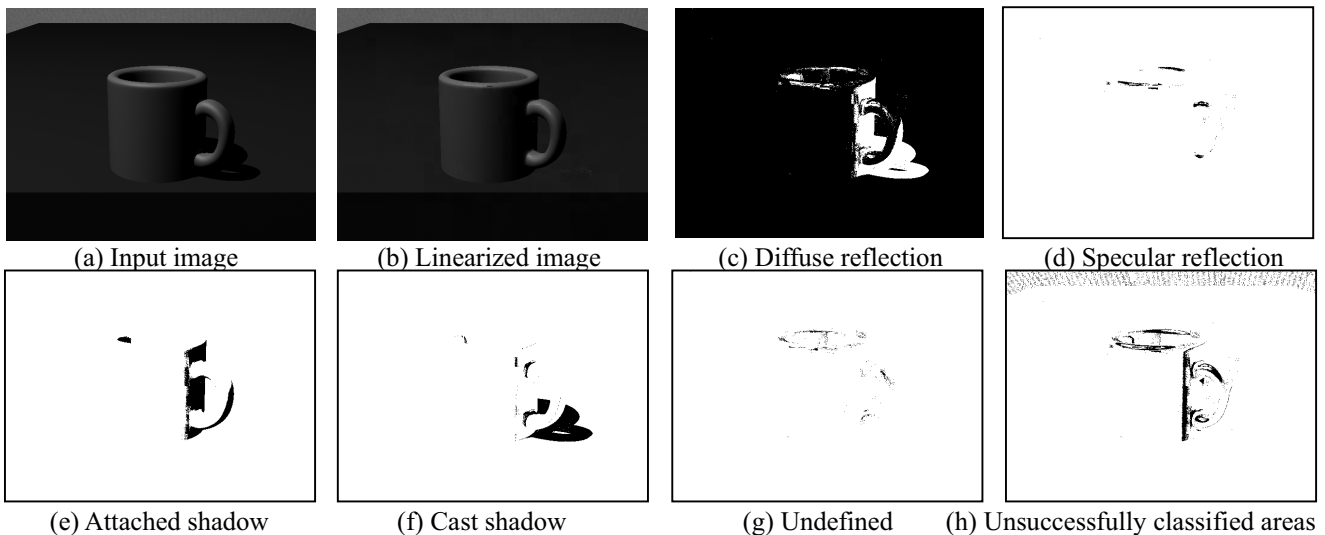 (a) Input image
(b) Linearized image
(c) Diffuse reflection
(d) Specular reflection
(e) Attached shadow
(f) Cast shadow
(g) Undefined
(h) Unsuccessfully classified areas